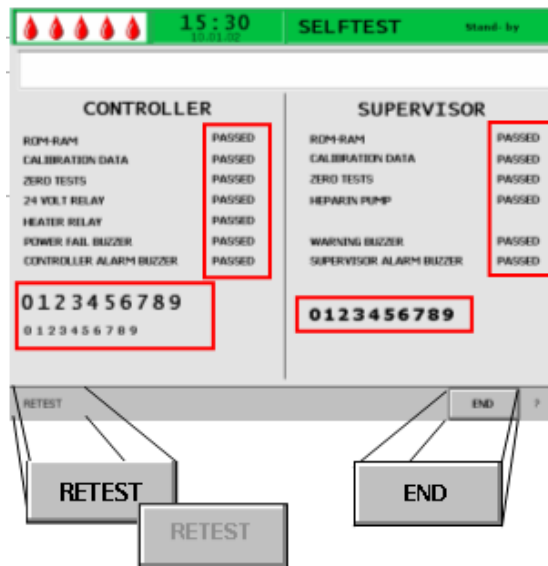 15:30
10.01.02
SELFTEST
Stand-by
CONTROLLER
ROM-RAM PASSED
CALIBRATION DATA PASSED
ZERO TESTS PASSED
24 VOLT RELAY PASSED
HEATER RELAY PASSED
POWER FAIL BUZZER PASSED
CONTROLLER ALARM BUZZER PASSED
0123456789
0123456789
SUPERVISOR
ROM-RAM PASSED
CALIBRATION DATA PASSED
ZERO TESTS PASSED
HEPARIN PUMP PASSED
WARNING BUZZER PASSED
SUPERVISOR ALARM BUZZER PASSED
0123456789
RETEST
END
?
RETEST
END
RETEST